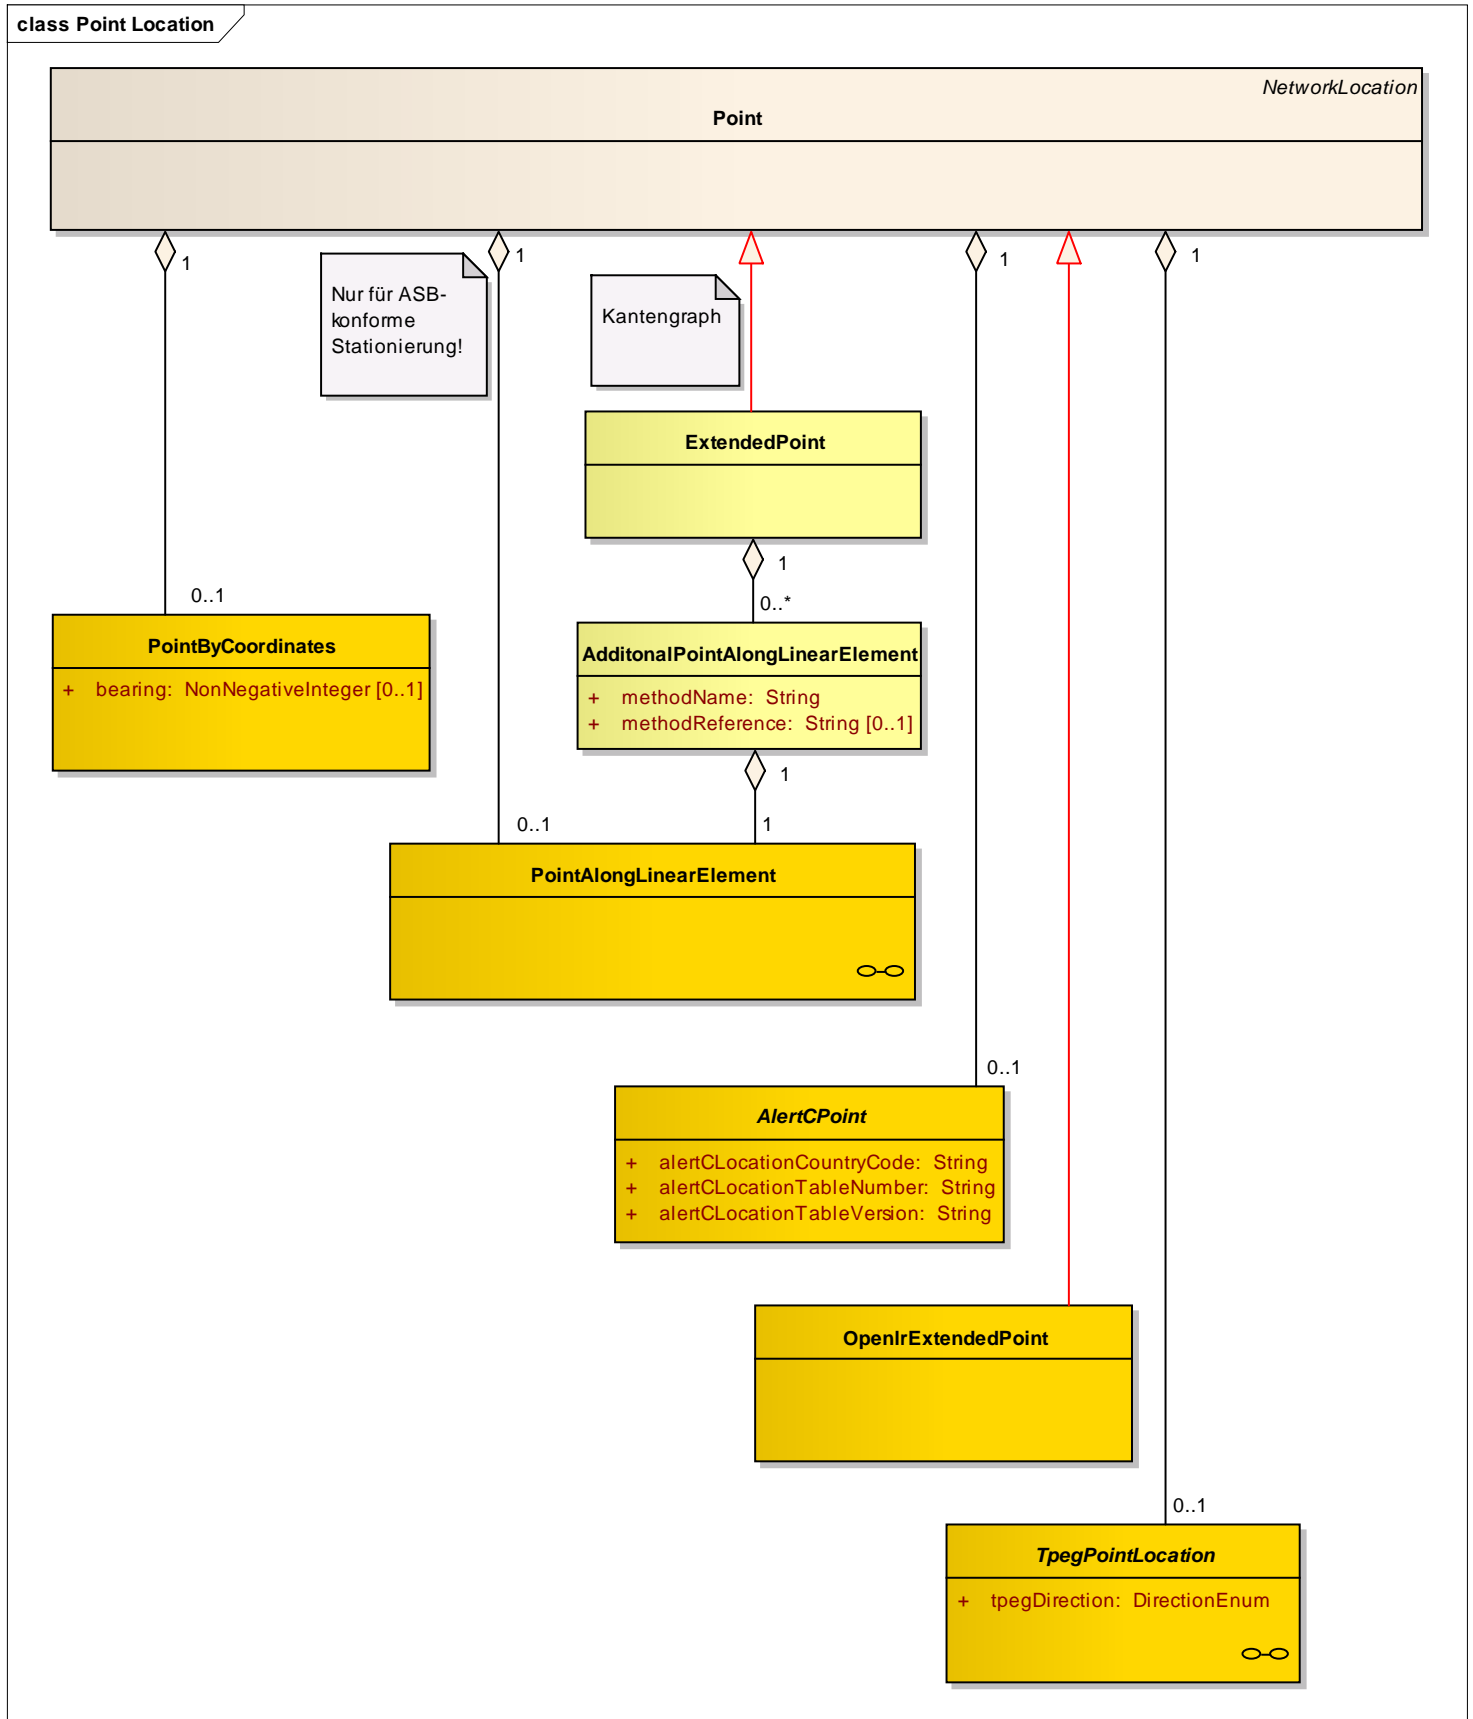 class Point Location
NetworkLocation
Point
1
1
1
1
Nur für ASB-
konforme
Stationierung!
Kantengraph
ExtendedPoint
1
0..*
0..1
PointByCoordinates
+ bearing: NonNegativeInteger [0..1]
AdditonalPointAlongLinearElement
+ methodName: String
+ methodReference: String [0..1]
1
0..1
1
PointAlongLinearElement
0..1
AlertCPoint
+ alertCLocationCountryCode: String
+ alertCLocationTableNumber: String
+ alertCLocationTableVersion: String
OpenlrExtendedPoint
0..1
TpegPointLocation
+ tpegDirection: DirectionEnum